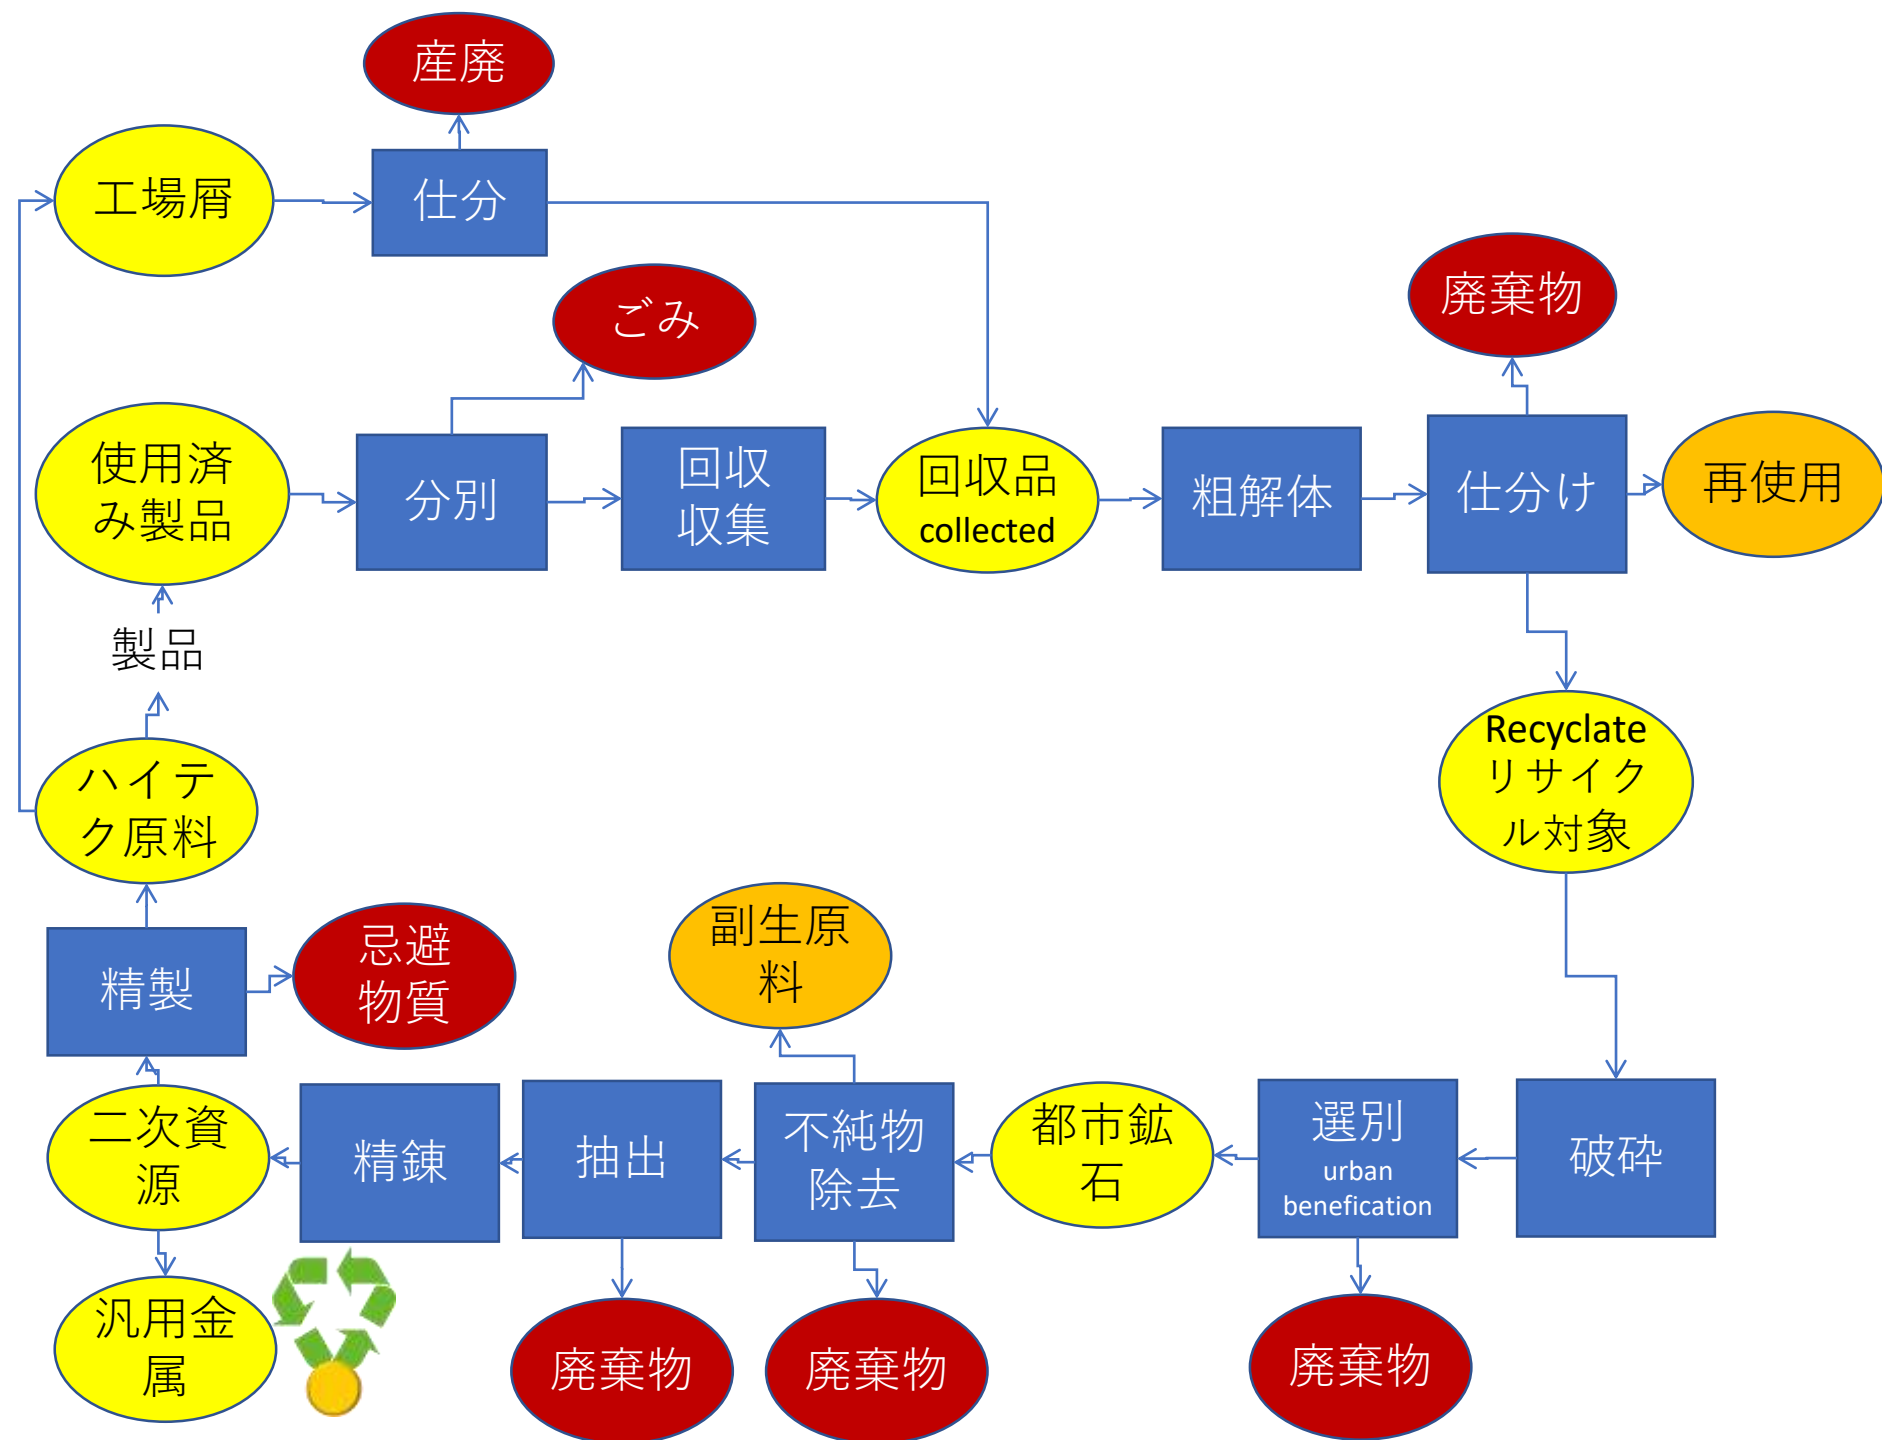 産廃
工場屑
仕分
ごみ
廃棄物
使用済
み製品
分別
回収
収集
回収品
collected
粗解体
仕分け
再使用
製品
Recyclate
リサイク
ル対象
ハイテ
ク原料
精製
忌避
物質
副生原
料
二次資
源
精錬
抽出
不純物
除去
都市鉱
石
選別
urban
benefication
破砕
汎用金
属
廃棄物
廃棄物
廃棄物